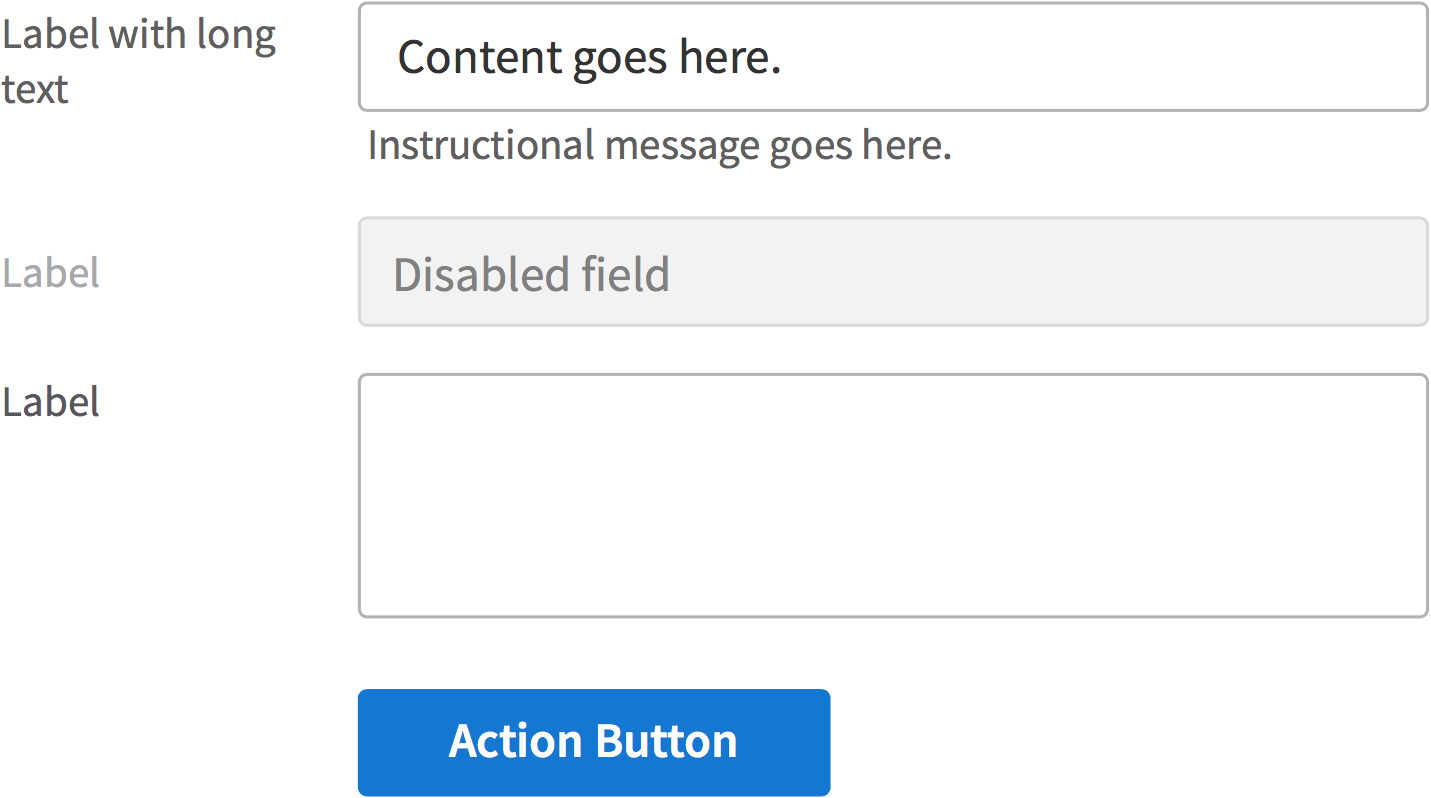 Label with long
text
Content goes here.
Instructional message goes here.
Label
Disabled field
Label
Action Button